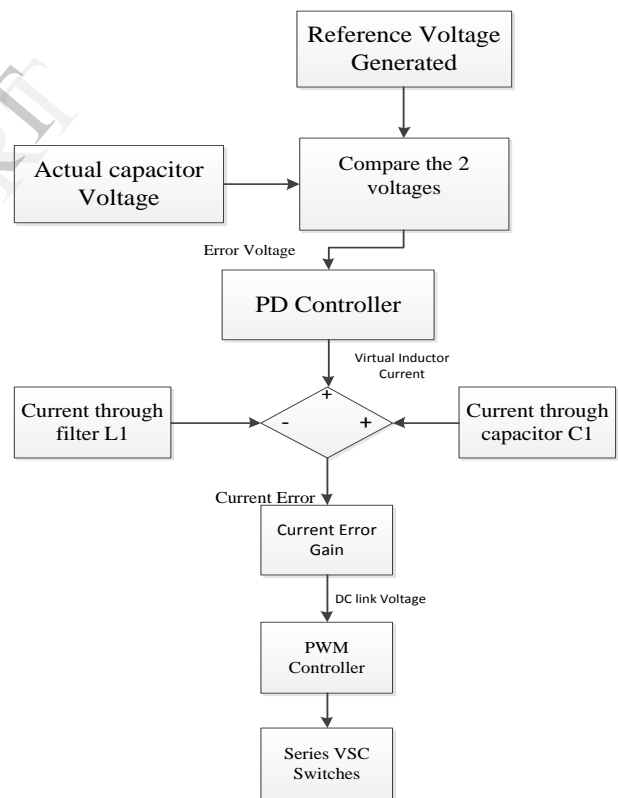 Reference Voltage
Generated
Actual capacitor
Voltage
Compare the 2
voltages
Error Voltage
PD Controller
Virtual Inductor
Current
Current through
filter L1
+
-
+
Current through
capacitor C1
Current Error
Current Error
Gain
DC link Voltage
PWM
Controller
Series VSC
Switches